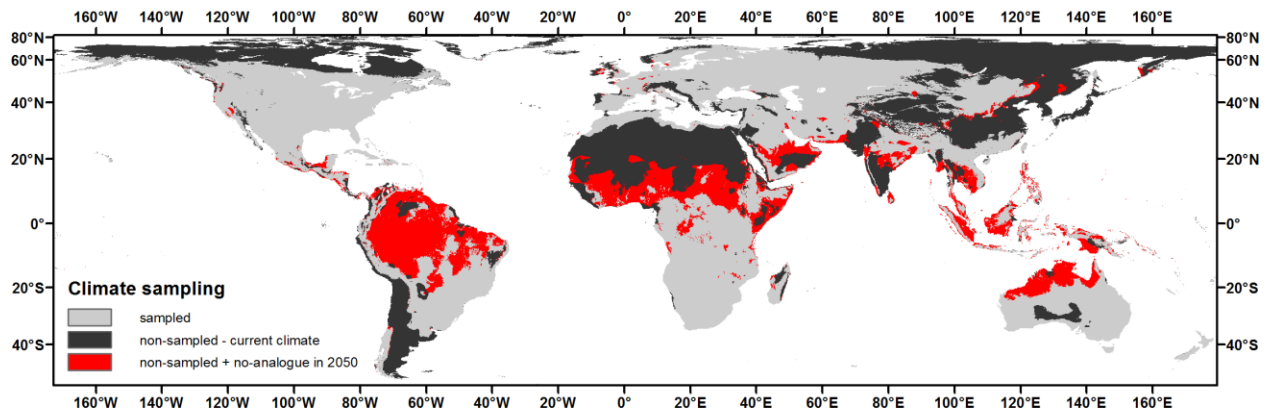 160°W 140°W 120°W 100°W 80°W 60°W 40°W 20°W 0° 20°E 40°E 60°E 80°E 100°E 120°E 140°E 160°E
80°N 80°N
60°N 60°N
40°N 40°N
20°N 20°N
0° 0°
20°S 20°S
40°S 40°S
Climate sampling
sampled
non-sampled - current climate
non-sampled + no-analogue in 2050
160°W 140°W 120°W 100°W 80°W 60°W 40°W 20°W 0° 20°E 40°E 60°E 80°E 100°E 120°E 140°E 160°E